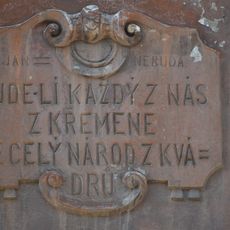 JAN= NERUDA
UDE-LI KAŽDÝ Z NÁS
Z KŘEMENE
E CELÝ NÁROD Z KVÁ=
DRŮ